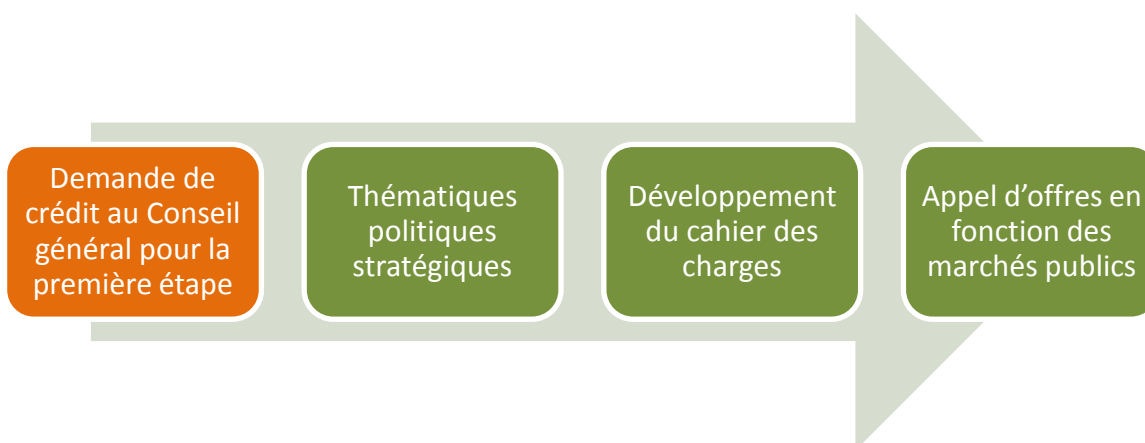 Demande de
crédit au Conseil
général pour la
première étape
Thématiques
politiques
stratégiques
Développement
du cahier des
charges
Appel d’offres en
fonction des
marchés publics